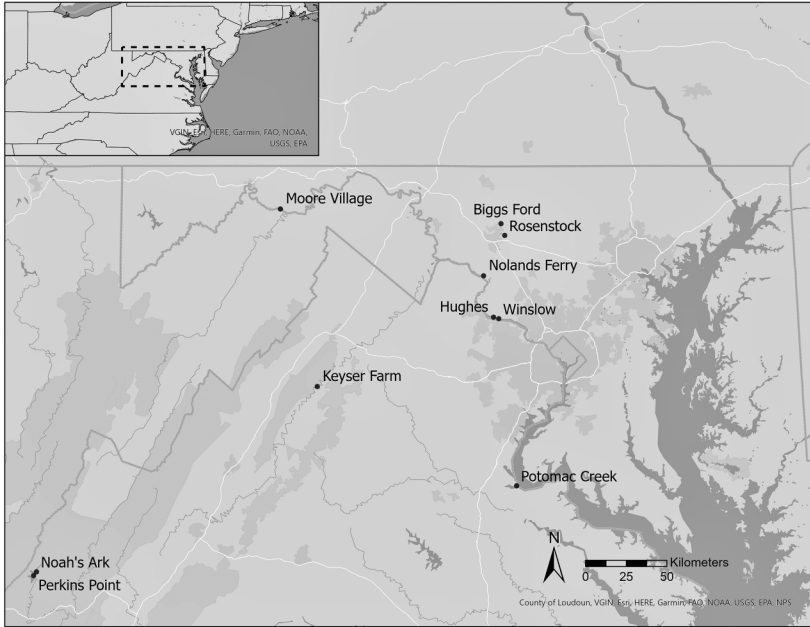 VGIN, Esri, HERE, Garmin, FAO, NOAA,
USGS, EPA
Moore Village
Biggs Ford
Rosenstock
Nolands Ferry
Hughes
Winslow
Keyser Farm
Potomac Creek
Noah's Ark
Perkins Point
N
Kilometers
0 25 50
County of Loudoun, VGIN, Esri, HERE, Garmin, FAO, NOAA, USGS, EPA, NPS